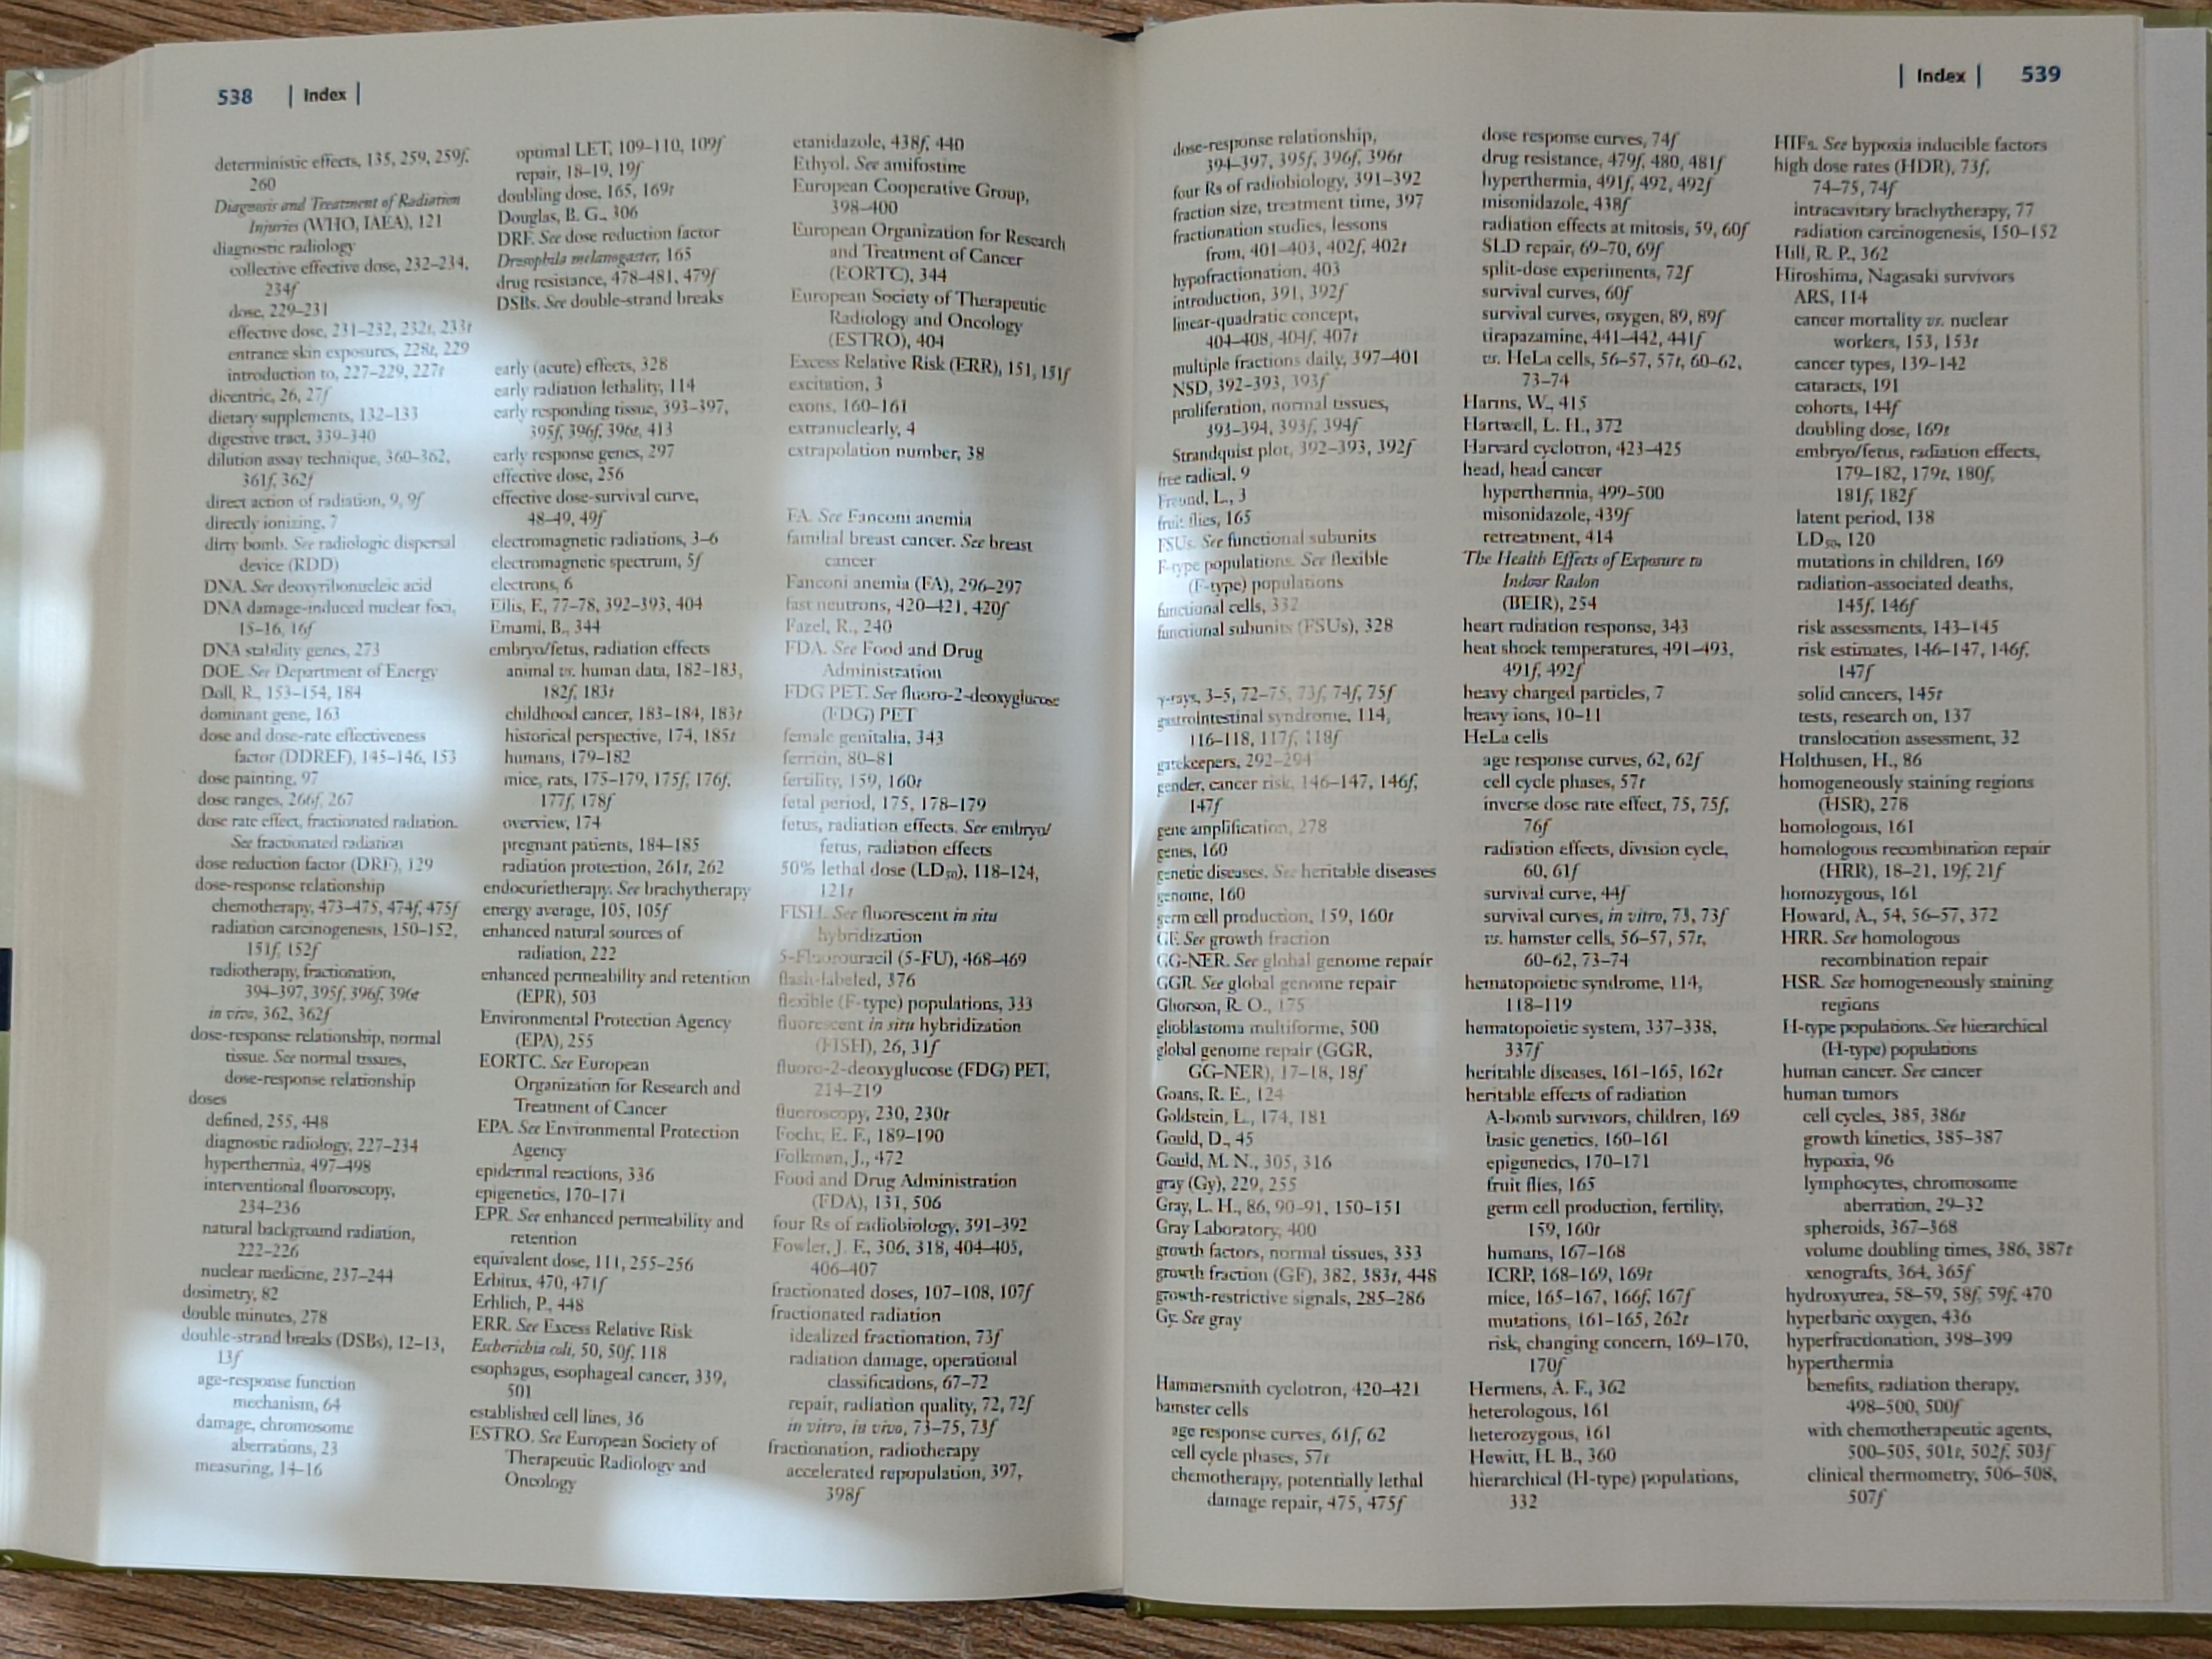 538 | Index |
deterministic effects, 135, 259, 259f,
260
Diagnosis and Treatment of Radiation
Injuries (WHO, IAEA), 121
diagnostic radiology
collective effective dose, 232–234,
234f
dose, 229–231
effective dose, 231–232, 232t, 233t
entrance skin exposures, 228t, 229
introduction to, 227–229, 227t
dicentric, 26, 27f
dietary supplements, 132–133
digestive tract, 339–340
dilution assay technique, 360–362,
361f, 362f
direct action of radiation, 9, 9f
directly ionizing, 7
dirty bomb. See radiologic dispersal
device (RDD)
DNA. See deoxyribonucleic acid
DNA damage-induced nuclear foci,
15–16, 16f
DNA stability genes, 273
DOE. See Department of Energy
Doll, R., 153–154, 184
dominant gene, 163
dose and dose-rate effectiveness
factor (DDREF), 145–146, 153
dose painting, 97
dose ranges, 266f, 267
dose rate effect, fractionated radiation.
See fractionated radiation
dose reduction factor (DRF), 129
dose-response relationship
chemotherapy, 473–475, 474f, 475f
radiation carcinogenesis, 150–152,
151f, 152f
radiotherapy, fractionation,
394–397, 395f, 396f, 396t
in vivo, 362, 362f
dose-response relationship, normal
tissue. See normal tissues,
dose-response relationship
doses
defined, 255, 448
diagnostic radiology, 227–234
hyperthermia, 497–498
interventional fluoroscopy,
234–236
natural background radiation,
222–226
nuclear medicine, 237–244
dosimetry, 82
double minutes, 278
double-strand breaks (DSBs), 12–13,
13f
age-response function
mechanism, 64
damage, chromosome
aberrations, 23
measuring, 14–16
optimal LET, 109–110, 109f
repair, 18–19, 19f
doubling dose, 165, 169t
Douglas, B. G., 306
DRF. See dose reduction factor
Drosophila melanogaster, 165
drug resistance, 478–481, 479f
DSBs. See double-strand breaks
early (acute) effects, 328
early radiation lethality, 114
early responding tissue, 393–397,
395f, 396f, 396t, 413
early response genes, 297
effective dose, 256
effective dose-survival curve,
48–49, 49f
electromagnetic radiations, 3–6
electromagnetic spectrum, 5f
electrons, 6
Ellis, F., 77–78, 392–393, 404
Emami, B., 344
embryo/fetus, radiation effects
animal vs. human data, 182–183,
182f, 183t
childhood cancer, 183–184, 183t
historical perspective, 174, 185t
humans, 179–182
mice, rats, 175–179, 175f, 176f,
177f, 178f
overview, 174
pregnant patients, 184–185
radiation protection, 261t, 262
endocurietherapy. See brachytherapy
energy average, 105, 105f
enhanced natural sources of
radiation, 222
enhanced permeability and retention
(EPR), 503
Environmental Protection Agency
(EPA), 255
EORTC. See European
Organization for Research and
Treatment of Cancer
EPA. See Environmental Protection
Agency
epidermal reactions, 336
epigenetics, 170–171
EPR. See enhanced permeability and
retention
equivalent dose, 111, 255–256
Erbitux, 470, 471f
Erhlich, P., 448
ERR. See Excess Relative Risk
Escherichia coli, 50, 50f, 118
esophagus, esophageal cancer, 339,
501
established cell lines, 36
ESTRO. See European Society of
Therapeutic Radiology and
Oncology
etanidazole, 438f, 440
Ethyol. See amifostine
European Cooperative Group,
398–400
European Organization for Research
and Treatment of Cancer
(EORTC), 344
European Society of Therapeutic
Radiology and Oncology
(ESTRO), 404
Excess Relative Risk (ERR), 151, 151f
excitation, 3
exons, 160–161
extranuclearly, 4
extrapolation number, 38
FA. See Fanconi anemia
familial breast cancer. See breast
cancer
Fanconi anemia (FA), 296–297
fast neutrons, 420–421, 420f
Fazel, R., 240
FDA. See Food and Drug
Administration
FDG PET. See fluoro-2-deoxyglucose
(FDG) PET
female genitalia, 343
ferritin, 80–81
fertility, 159, 160t
fetal period, 175, 178–179
fetus, radiation effects. See embryo/
fetus, radiation effects
50% lethal dose (LD50), 118–124,
121t
FISH. See fluorescent in situ
hybridization
5-Fluorouracil (5-FU), 468–469
flash-labeled, 376
flexible (F-type) populations, 333
fluorescent in situ hybridization
(FISH), 26, 31f
fluoro-2-deoxyglucose (FDG) PET,
214–219
fluoroscopy, 230, 230t
Focht, E. F., 189–190
Folkman, J., 472
Food and Drug Administration
(FDA), 131, 506
four Rs of radiobiology, 391–392
Fowler, J. F., 306, 318, 404–405,
406–407
fractionated doses, 107–108, 107f
fractionated radiation
idealized fractionation, 73f
radiation damage, operational
classifications, 67–72
repair, radiation quality, 72, 72f
in vitro, in vivo, 73–75, 73f
fractionation, radiotherapy
accelerated repopulation, 397,
398f
| Index | 539
dose-response relationship,
394–397, 395f, 396f, 396t
four Rs of radiobiology, 391–392
fraction size, treatment time, 397
fractionation studies, lessons
from, 401–403, 402f, 402t
hypofractionation, 403
introduction, 391, 392f
linear-quadratic concept,
404–408, 404f, 407t
multiple fractions daily, 397–401
NSD, 392–393, 393f
proliferation, normal tissues,
393–394, 393f, 394f
Strandquist plot, 392–393, 392f
free radical, 9
Freund, L., 3
fruit flies, 165
FSUs. See functional subunits
F-type populations. See flexible
(F-type) populations
functional cells, 332
functional subunits (FSUs), 328
γ-rays, 3–5, 72–75, 73f, 74f, 75f
gastrointestinal syndrome, 114,
116–118, 117f, 118f
gatekeepers, 292–294
gender, cancer risk, 146–147, 146f,
147f
gene amplification, 278
genes, 160
genetic diseases. See heritable diseases
genome, 160
germ cell production, 159, 160t
GF. See growth fraction
GG-NER. See global genome repair
GGR. See global genome repair
Ghorson, R. O., 175
glioblastoma multiforme, 500
global genome repair (GGR,
GG-NER), 17–18, 18f
Goans, R. E., 124
Goldstein, L., 174, 181
Gould, D., 45
Gould, M. N., 305, 316
gray (Gy), 229, 255
Gray, L. H., 86, 90–91, 150–151
Gray Laboratory, 400
growth factors, normal tissues, 333
growth fraction (GF), 382, 383t, 448
growth-restrictive signals, 285–286
Gy. See gray
Hammersmith cyclotron, 420–421
hamster cells
age response curves, 61f, 62
cell cycle phases, 57t
chemotherapy, potentially lethal
damage repair, 475, 475f
dose response curves, 74f
drug resistance, 479f, 480, 481f
hyperthermia, 491f, 492, 492f
misonidazole, 438f
radiation effects at mitosis, 59, 60f
SLD repair, 69–70, 69f
split-dose experiments, 72f
survival curves, 60f
survival curves, oxygen, 89, 89f
tirapazamine, 441–442, 441f
vs. HeLa cells, 56–57, 57t, 60–62,
73–74
Harms, W., 415
Hartwell, L. H., 372
Harvard cyclotron, 423–425
head, head cancer
hyperthermia, 499–500
misonidazole, 439f
retreatment, 414
The Health Effects of Exposure to
Indoor Radon
(BEIR), 254
heart radiation response, 343
heat shock temperatures, 491–493,
491f, 492f
heavy charged particles, 7
heavy ions, 10–11
HeLa cells
age response curves, 62, 62f
cell cycle phases, 57t
inverse dose rate effect, 75, 75f,
76f
radiation effects, division cycle,
60, 61f
survival curve, 44f
survival curves, in vitro, 73, 73f
vs. hamster cells, 56–57, 57t,
60–62, 73–74
hematopoietic syndrome, 114,
118–119
hematopoietic system, 337–338,
337f
heritable diseases, 161–165, 162t
heritable effects of radiation
A-bomb survivors, children, 169
basic genetics, 160–161
epigenetics, 170–171
fruit flies, 165
germ cell production, fertility,
159, 160t
humans, 167–168
ICRP, 168–169, 169t
mice, 165–167, 166f, 167f
mutations, 161–165, 262t
risk, changing concern, 169–170,
170f
Hermens, A. F., 362
heterologous, 161
heterozygous, 161
Hewitt, H. B., 360
hierarchical (H-type) populations,
332
HIFs. See hypoxia inducible factors
high dose rates (HDR), 73f,
74–75, 74f
intracavitary brachytherapy, 77
radiation carcinogenesis, 150–152
Hill, R. P., 362
Hiroshima, Nagasaki survivors
ARS, 114
cancer mortality vs. nuclear
workers, 153, 153t
cancer types, 139–142
cataracts, 191
cohorts, 144f
doubling dose, 169t
embryo/fetus, radiation effects,
179–182, 179t, 180f,
181f, 182f
latent period, 138
LD50, 120
mutations in children, 169
radiation-associated deaths,
145f, 146f
risk assessments, 143–145
risk estimates, 146–147, 146f,
147f
solid cancers, 145t
tests, research on, 137
translocation assessment, 32
Holthusen, H., 86
homogeneously staining regions
(HSR), 278
homologous, 161
homologous recombination repair
(HRR), 18–21, 19f, 21f
homozygous, 161
Howard, A., 54, 56–57, 372
HRR. See homologous
recombination repair
HSR. See homogeneously staining
regions
H-type populations. See hierarchical
(H-type) populations
human cancer. See cancer
human tumors
cell cycles, 385, 386t
growth kinetics, 385–387
hypoxia, 96
lymphocytes, chromosome
aberration, 29–32
spheroids, 367–368
volume doubling times, 386, 387t
xenografts, 364, 365f
hydroxyurea, 58–59, 58f, 59f, 470
hyperbaric oxygen, 436
hyperfractionation, 398–399
hyperthermia
benefits, radiation therapy,
498–500, 500f
with chemotherapeutic agents,
500–505, 501t, 502f, 503f
clinical thermometry, 506–508,
507f